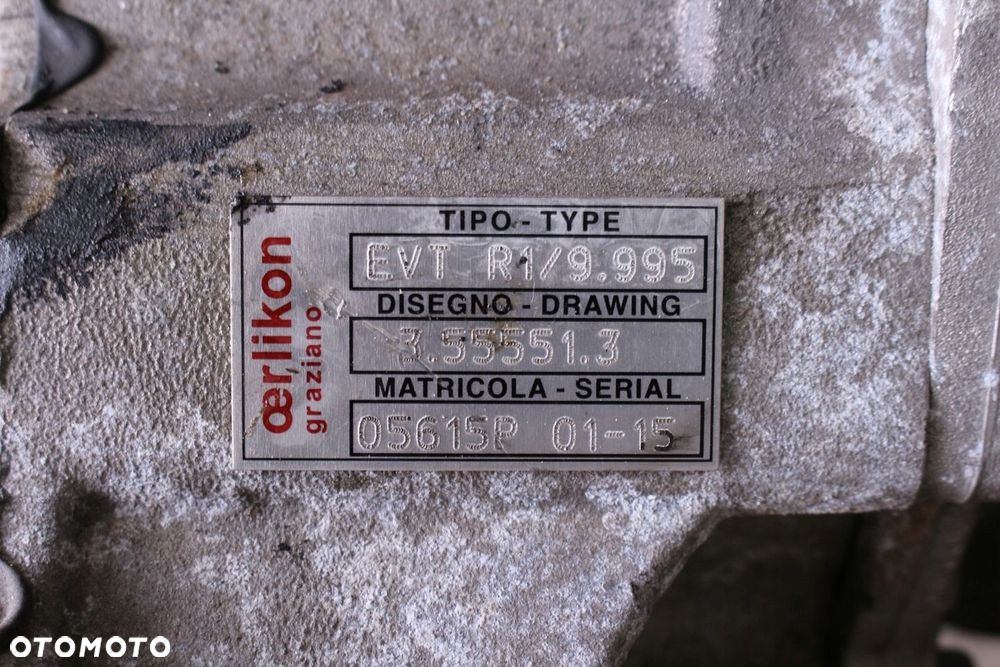 œrlikon
graziano
TIPO - TYPE
EVT R1/9.995
DISEGNO - DRAWING
3.55551.3
MATRICOLA - SERIAL
05615P 01-15
OTOMOTO